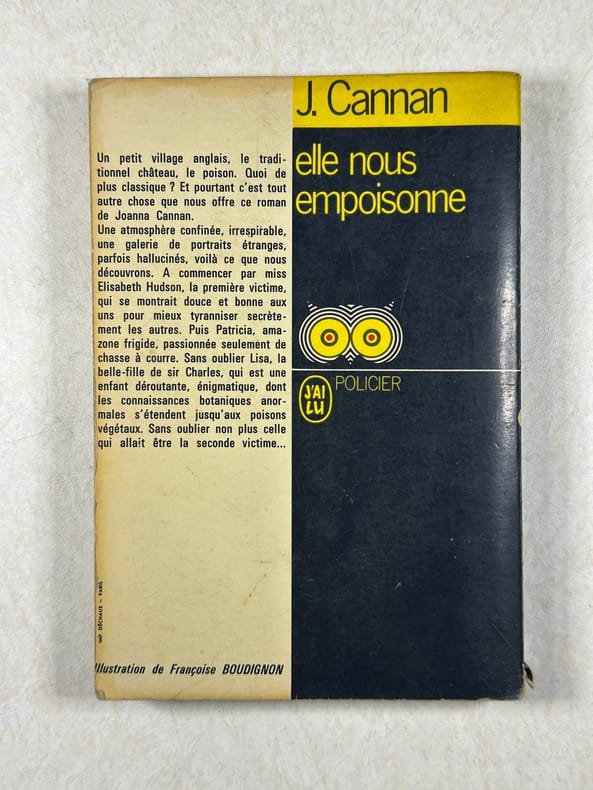 J. Cannan
elle nous
empoisonne
Un petit village anglais, le tradi-
tionnel château, le poison. Quoi de
plus classique ? Et pourtant c'est tout
autre chose que nous offre ce roman
de Joanna Cannan.
Une atmosphère confinée, irrespirable,
une galerie de portraits étranges,
parfois hallucinés, voilà ce que nous
découvrons. A commencer par miss
Elisabeth Hudson, la première victime,
qui se montrait douce et bonne aux
uns pour mieux tyranniser secrète-
ment les autres. Puis Patricia, ama-
zone frigide, passionnée seulement de
chasse à courre. Sans oublier Lisa, la
belle-fille de sir Charles, qui est une
enfant déroutante, énigmatique, dont
les connaissances botaniques anor-
males s'étendent jusqu'aux poisons
végétaux. Sans oublier non plus celle
qui allait être la seconde victime...
POLICIER
J'AI
LU
IMP. DÉCHAUX - PARIS
Illustration de Françoise BOUDIGNON